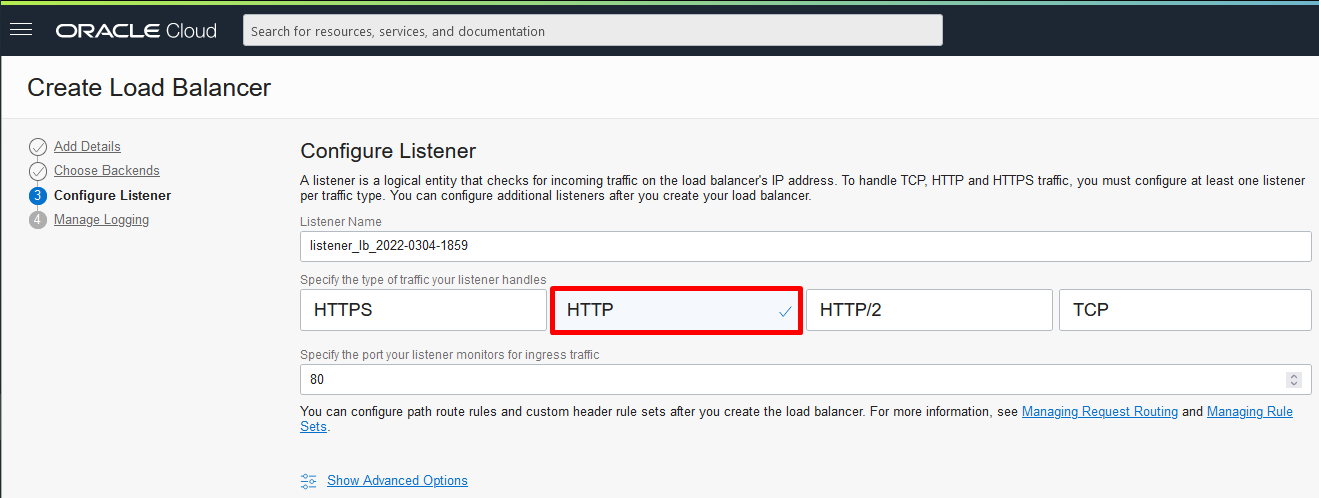 ORACLE Cloud
Search for resources, services, and documentation
Create Load Balancer
Add Details
Choose Backends
3 Configure Listener
4 Manage Logging
Configure Listener
A listener is a logical entity that checks for incoming traffic on the load balancer's IP address. To handle TCP, HTTP and HTTPS traffic, you must configure at least one listener
per traffic type. You can configure additional listeners after you create your load balancer.
Listener Name
listener_lb_2022-0304-1859
Specify the type of traffic your listener handles
HTTPS
HTTP
HTTP/2
TCP
Specify the port your listener monitors for ingress traffic
80
You can configure path route rules and custom header rule sets after you create the load balancer. For more information, see Managing Request Routing and Managing Rule
Sets.
Show Advanced Options